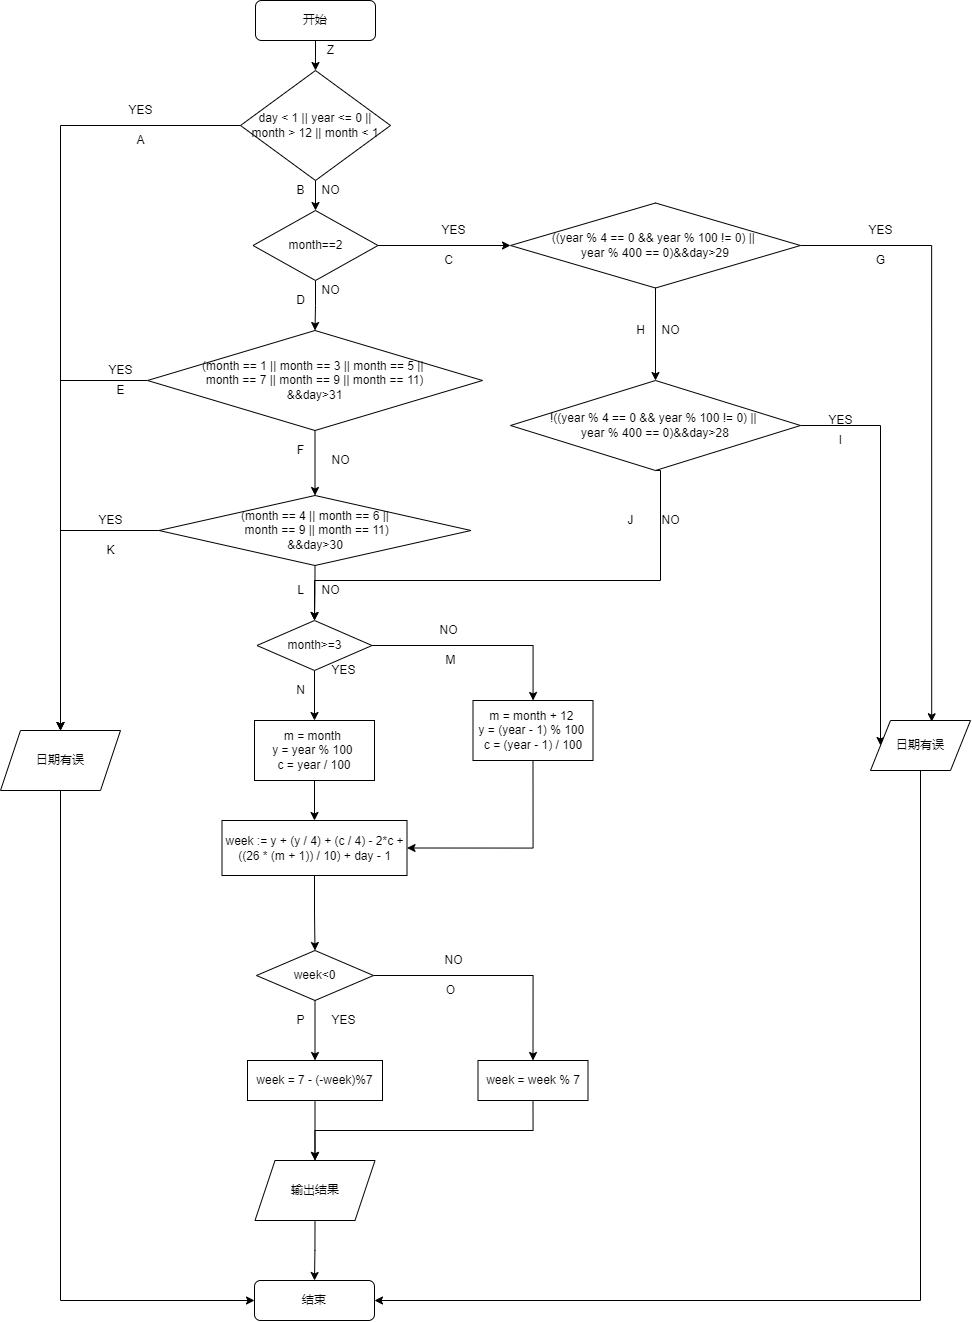 开始
Z
day < 1 || year <= 0 ||
month > 12 || month < 1
YES
A
B
NO
month==2
YES
C
((year % 4 == 0 && year % 100 != 0) ||
year % 400 == 0)&&day>29
YES
G
D
NO
H
NO
(month == 1 || month == 3 || month == 5 ||
month == 7 || month == 9 || month == 11)
&&day>31
YES
E
!((year % 4 == 0 && year % 100 != 0) ||
year % 400 == 0)&&day>28
YES
I
F
NO
(month == 4 || month == 6 ||
month == 9 || month == 11)
&&day>30
YES
K
J
NO
L
NO
month>=3
NO
M
YES
N
m = month
y = year % 100
c = year / 100
m = month + 12
y = (year - 1) % 100
c = (year - 1) / 100
日期有误
日期有误
week := y + (y / 4) + (c / 4) - 2*c +
((26 * (m + 1)) / 10) + day - 1
week<0
NO
O
P
YES
week = 7 - (-week)%7
week = week % 7
输出结果
结束